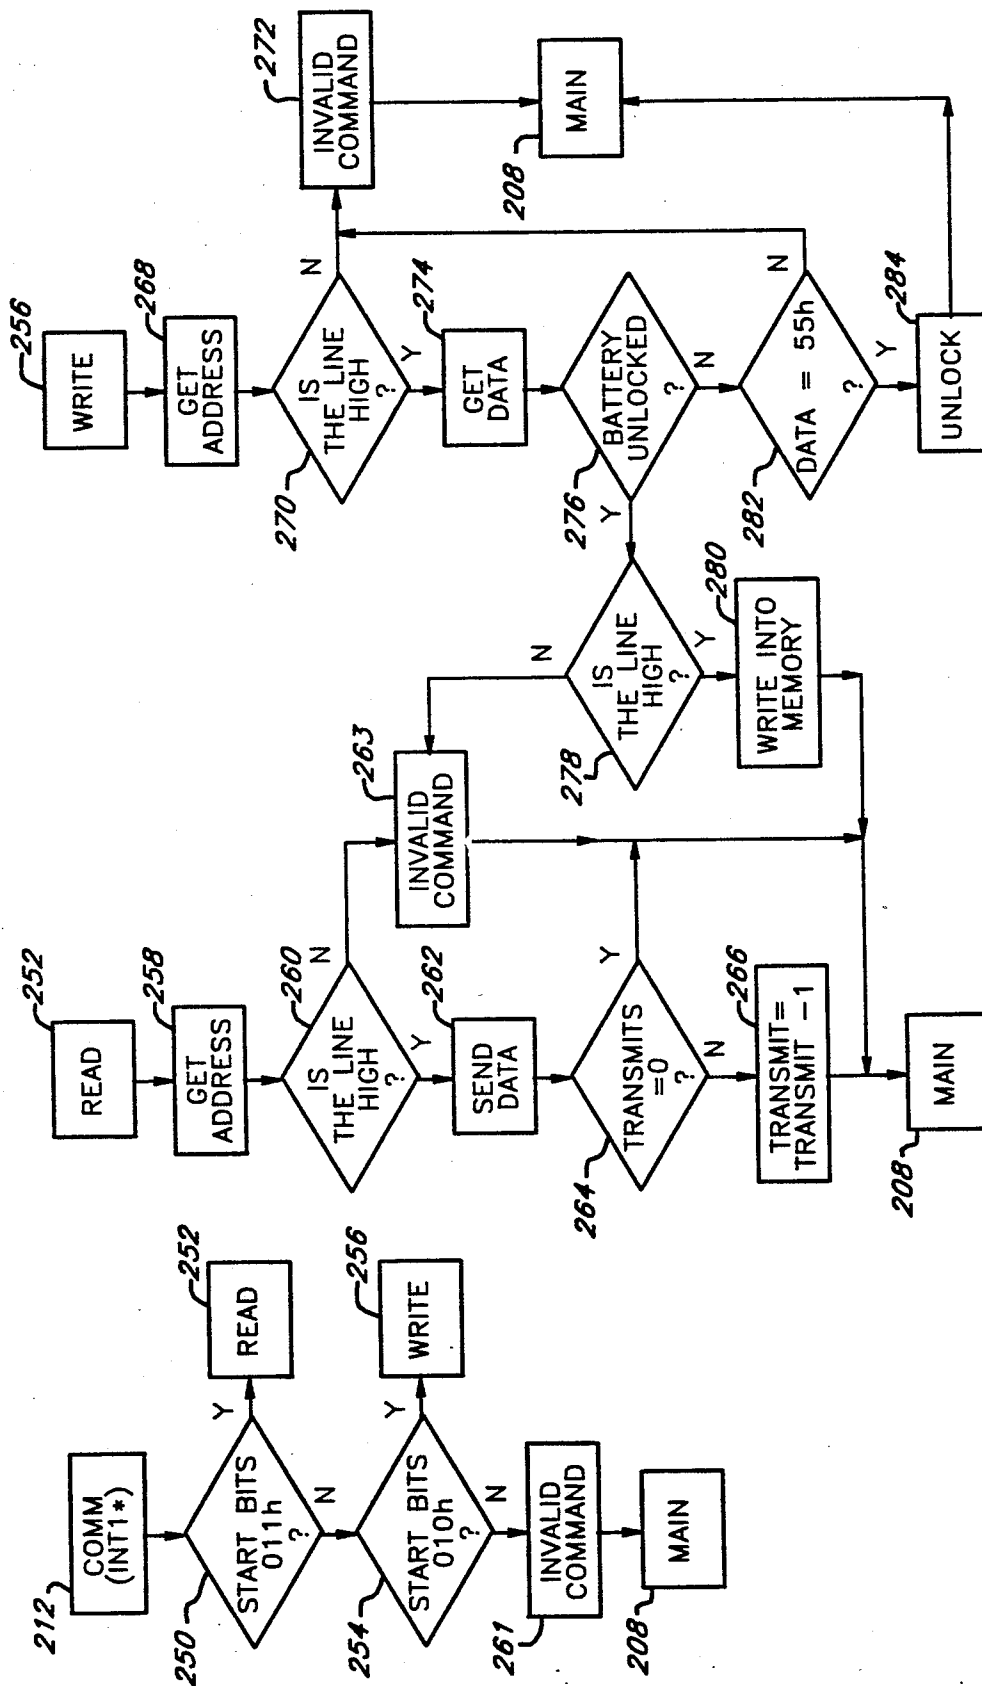 212
COMM
(INT1*)
250
START BITS
011h
?
Y
N
252
READ
254
START BITS
010h
?
Y
N
256
WRITE
261
INVALID
COMMAND
208
MAIN
252
READ
258
GET
ADDRESS
260
IS
THE LINE
HIGH
?
N
Y
263
INVALID
COMMAND
262
SEND
DATA
264
TRANSMITS
=0
?
Y
N
266
TRANSMIT=
TRANSMIT -1
208
MAIN
256
WRITE
268
GET
ADDRESS
270
IS
THE LINE
HIGH
?
N
Y
272
INVALID
COMMAND
208
MAIN
274
GET
DATA
276
BATTERY
UNLOCKED
?
Y
N
278
IS
THE LINE
HIGH
?
N
Y
280
WRITE INTO
MEMORY
282
DATA = 55h
?
N
Y
284
UNLOCK